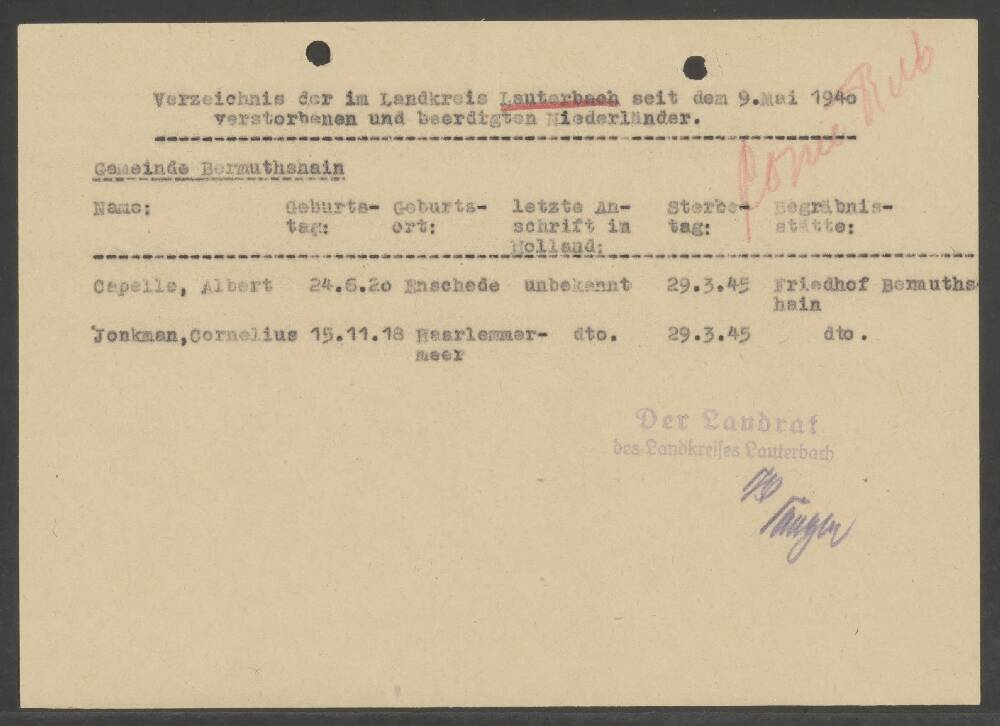 Verzeichnis der im Landkreis Lauterbach seit dem 9.Mai 1940
verstorbenen und beerdigten Niederländer.
Gemeinde Bermuthshain
Name: Geburts- Geburts- letzte An- Sterbe- Begräbnis-
tag: ort: schrift in tag: stätte:
Holland:
Capelle, Albert 24.6.20 Enschede unbekannt 29.3.45 Friedhof Bermuths
hain
Jonkman,Cornelius 15.11.18 Haarlemmer- dto. 29.3.45 dto.
meer
Der Landrat
des Landkreises Lauterbach